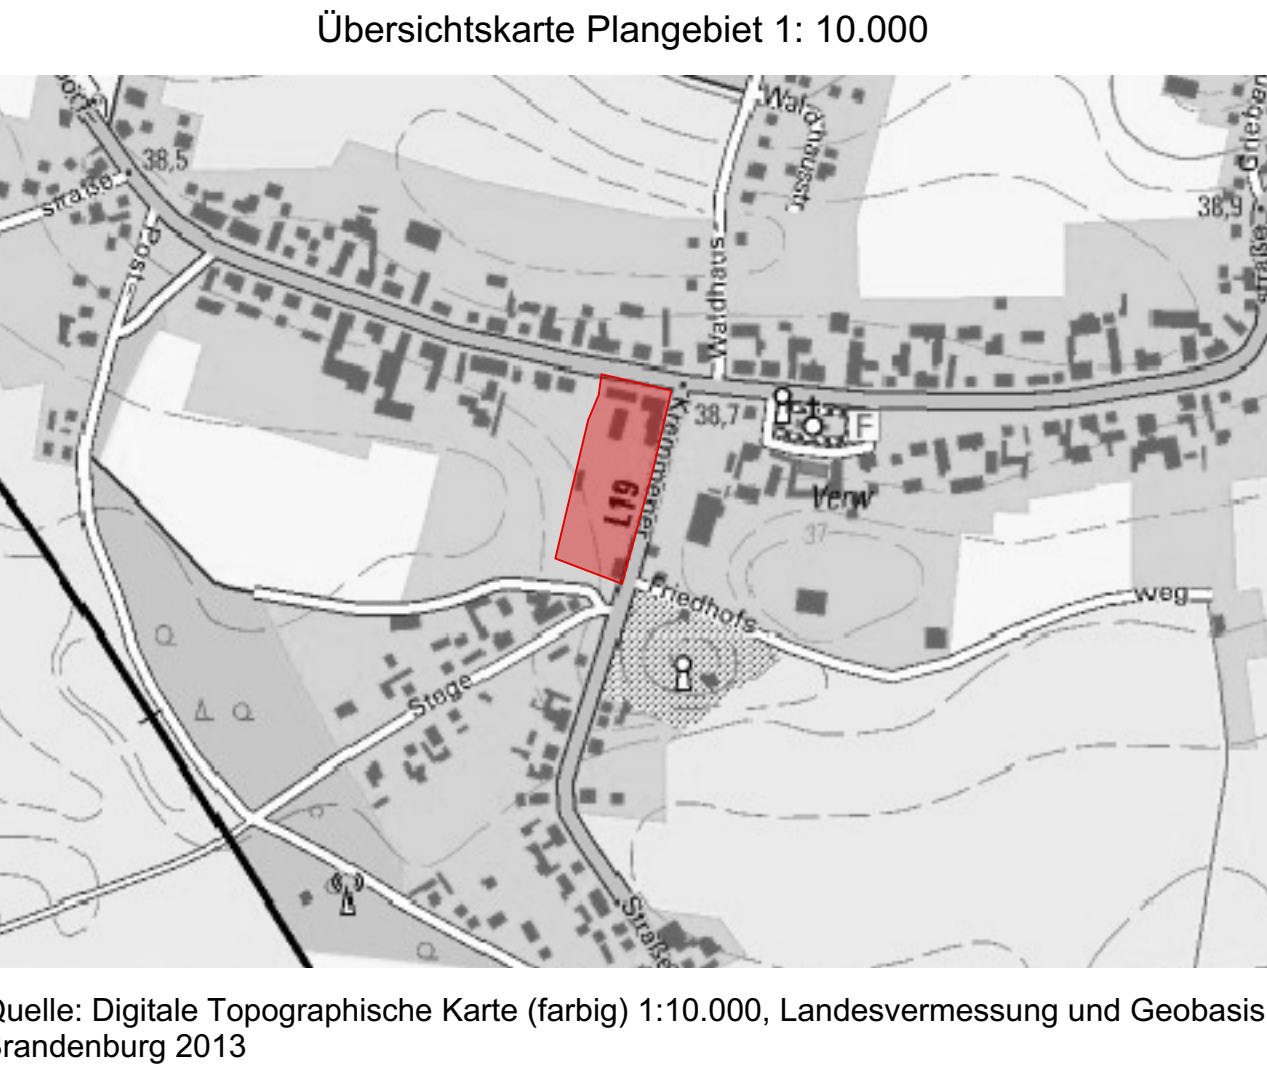 Übersichtskarte Plangebiet 1: 10.000
Waldhausstr
38,5
straße
38,9
Post
straße
Waldhaus
38,7
F
Kremmener
L19
Verw
37
Friedhofs
weg
Stege
Straße
Quelle: Digitale Topographische Karte (farbig) 1:10.000, Landesvermessung und Geobasis
Brandenburg 2013